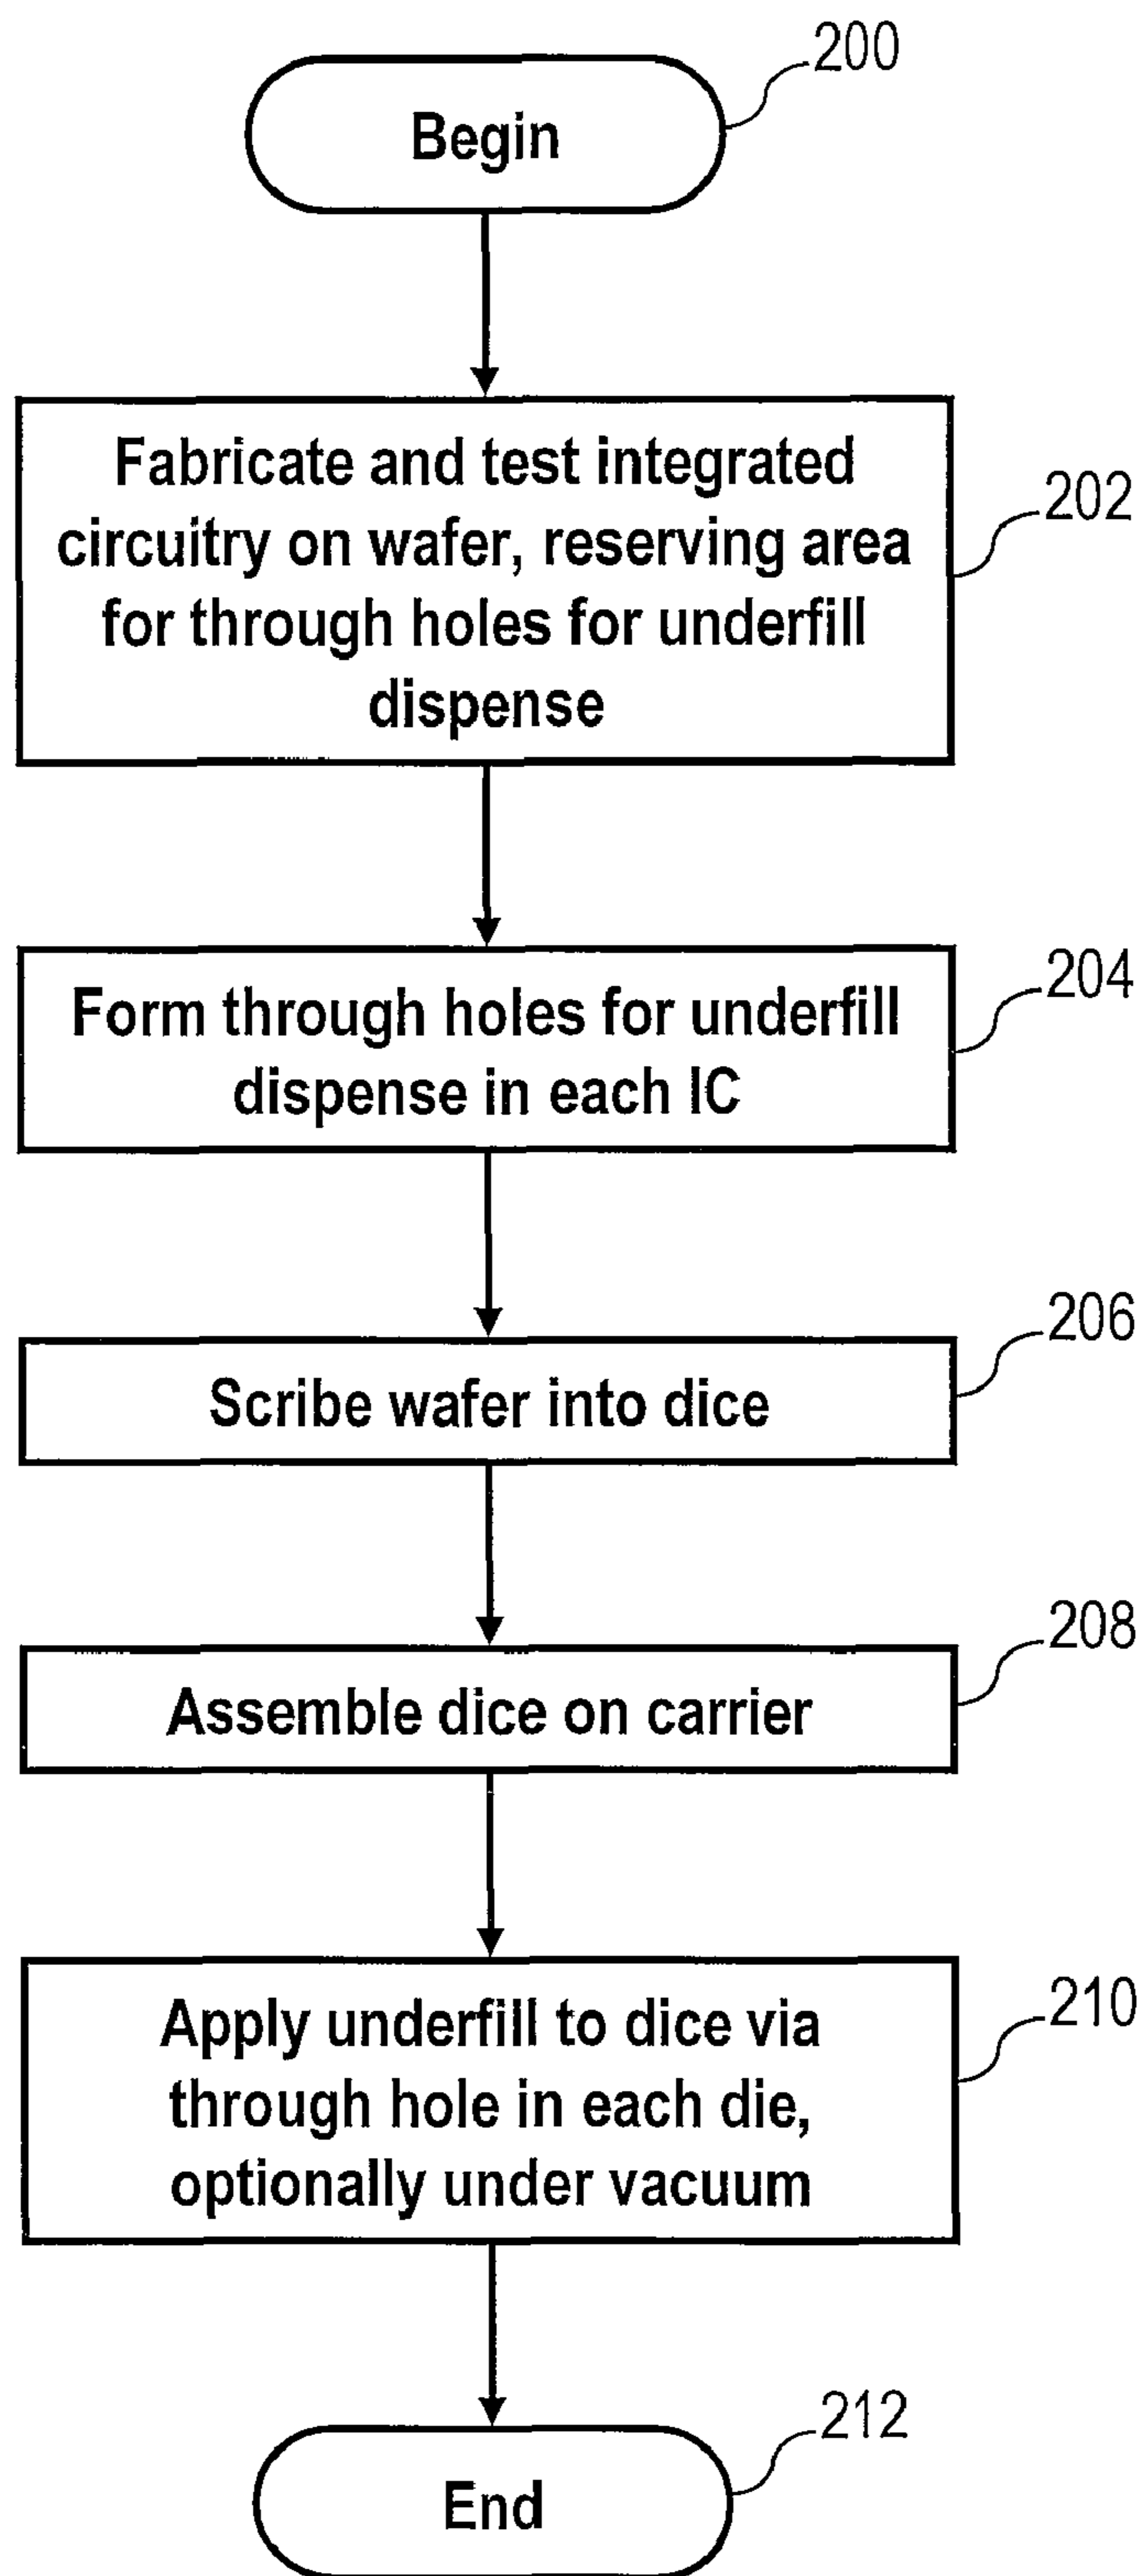 Begin
200
Fabricate and test integrated
circuitry on wafer, reserving area
for through holes for underfill
dispense
202
Form through holes for underfill
dispense in each IC
204
Scribe wafer into dice
206
Assemble dice on carrier
208
Apply underfill to dice via
through hole in each die,
optionally under vacuum
210
End
212